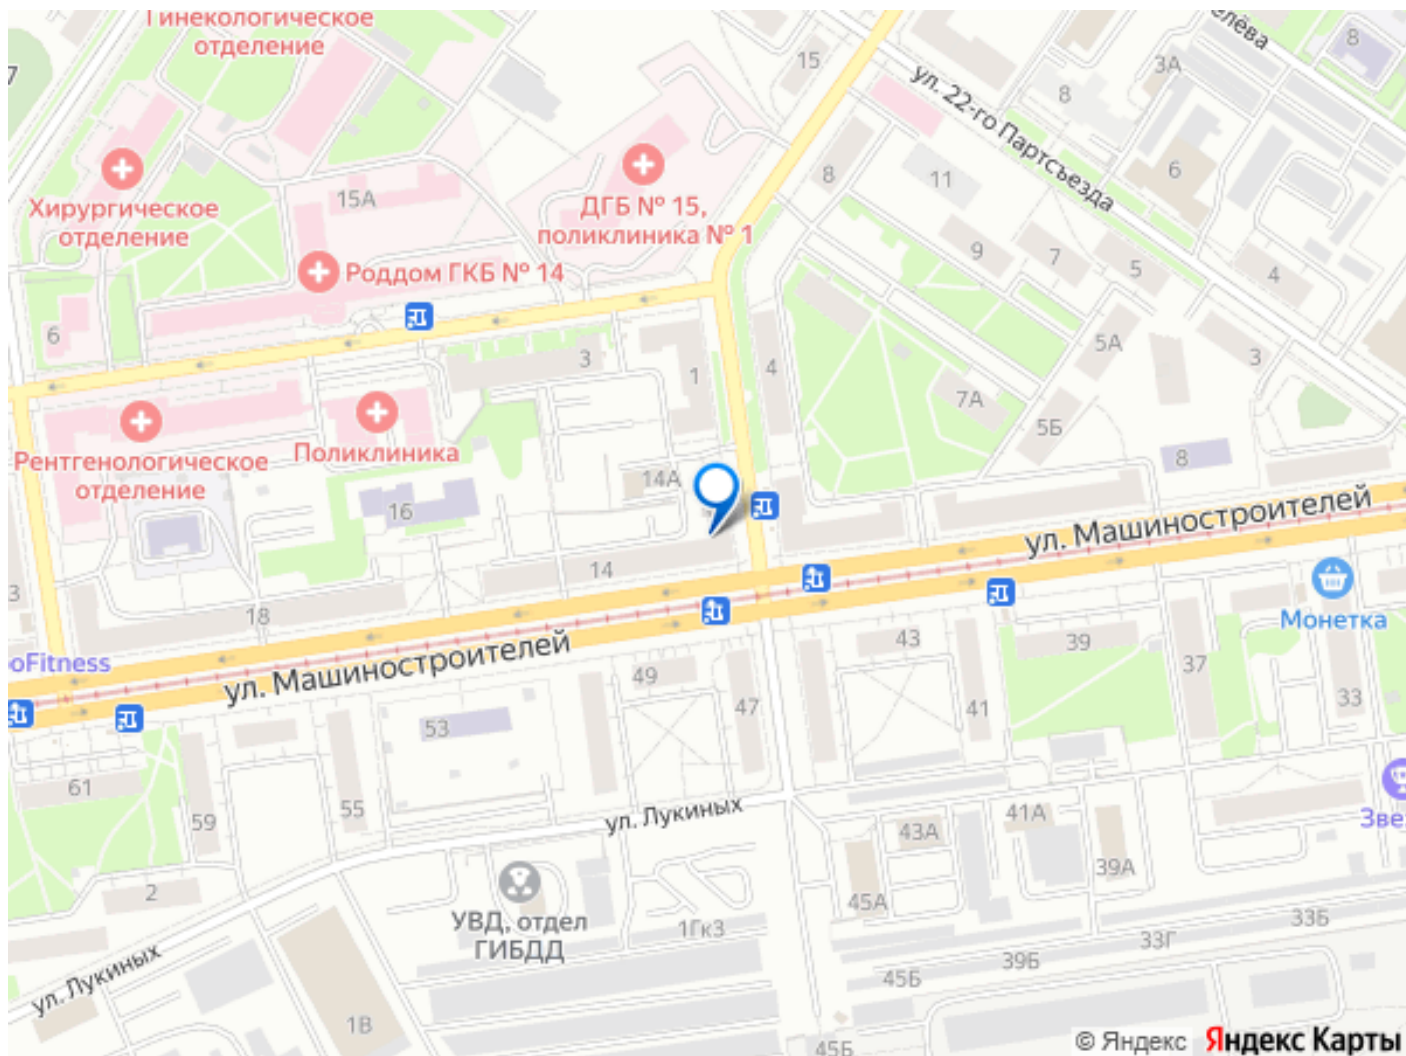 Гинекологическое
отделение
7
15
ул. 22-го Партсъезда
8
3А
8
6
Хирургическое
отделение
15А
ДГБ № 15,
поликлиника № 1
8
11
9
7
5
4
Роддом ГКБ № 14
6
3
1
4
5А
3
7А
5Б
8
Поликлиника
Рентгенологическое
отделение
14А
16
ул. Машиностроителей
14
18
3
Монетка
ул. Машиностроителей
49
43
39
37
33
47
41
53
61
59
55
ул. Лукиных
43А
41А
39А
2
УВД, отдел
ГИБДД
45А
1Гк3
33Б
33Г
39Б
45Б
ул. Лукиных
1В
45Б
© Яндекс Яндекс Карты